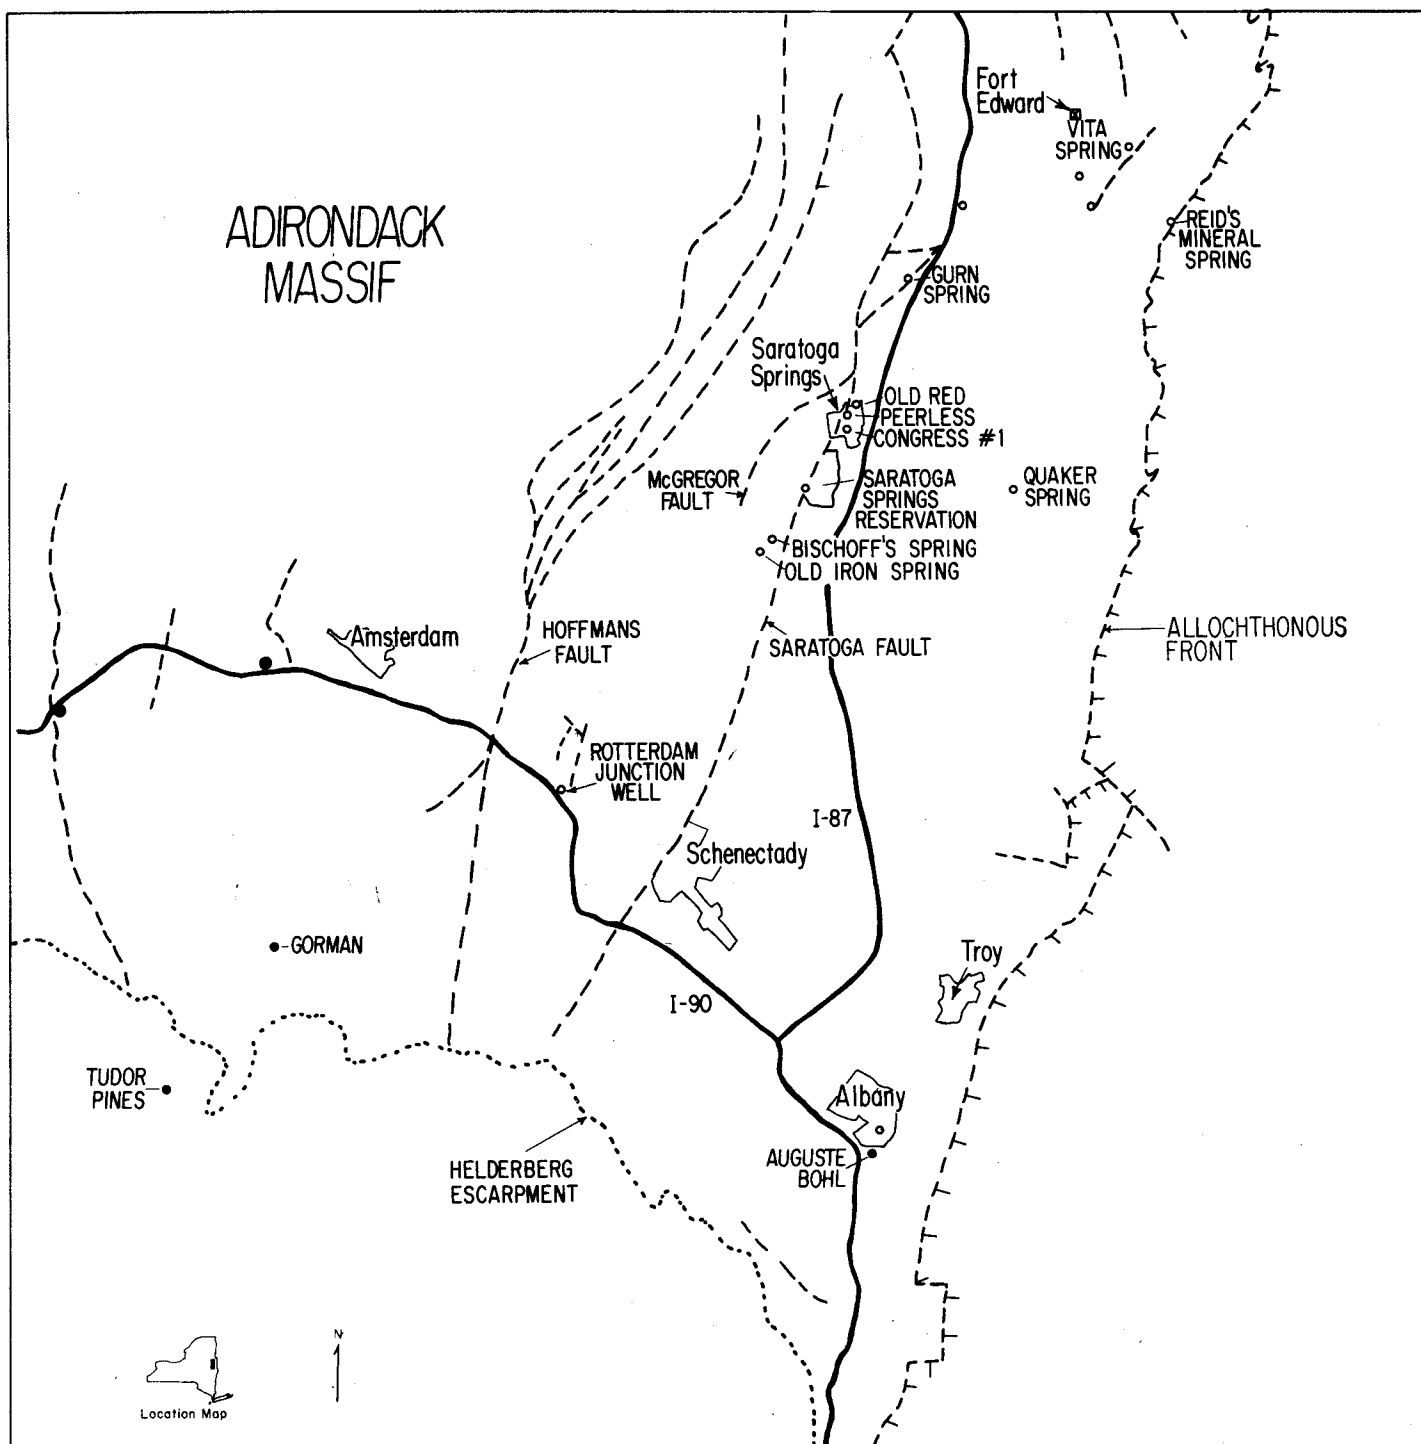 Fort
Edward
VITA
SPRING
ADIRONDACK
MASSIF
REID'S
MINERAL
SPRING
GURN
SPRING
Saratoga
Springs
OLD RED
PEERLESS
CONGRESS #1
McGREGOR
FAULT
SARATOGA
SPRINGS
RESERVATION
QUAKER
SPRING
BISCHOFF'S SPRING
OLD IRON SPRING
Amsterdam
HOFFMANS
FAULT
SARATOGA FAULT
ALLOCHTHONOUS
FRONT
ROTTERDAM
JUNCTION
WELL
I-87
Schenectady
GORMAN
Troy
I-90
TUDOR
PINES
Albany
HELDERBERG
ESCARPMENT
AUGUSTE
BOHL
N
Location Map